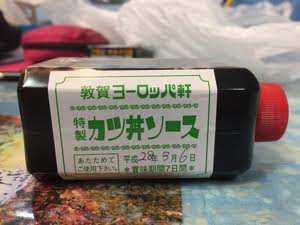 敦賀ヨーロッパ軒
特製カツ丼ソース
あたためて
ご使用下さい。
平成28年5月6日
＊賞味期間7日間＊